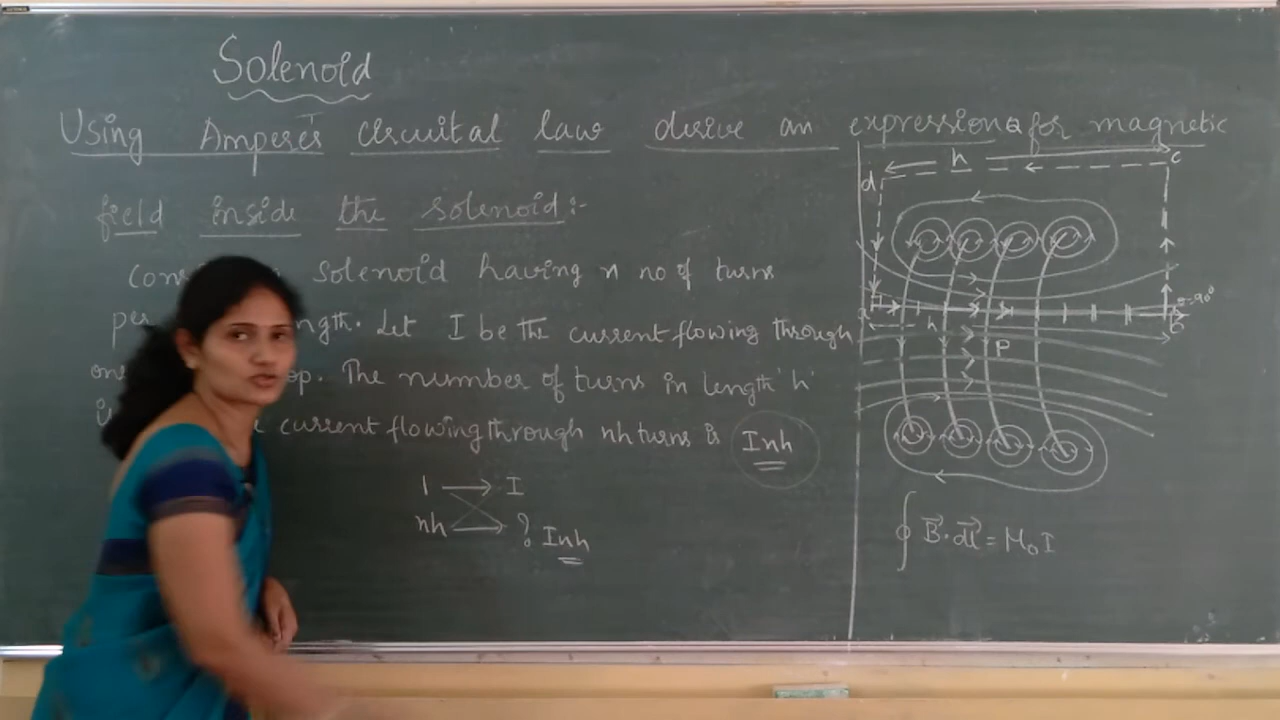 Solenoid
Using Ampere's circuital law derive an expression for magnetic
field inside the solenoid:-
solenoid having n no of turns
per length. Let I be the current flowing through
The number of turns in length 'h'
current flowing through nh turns is Inh
1 → I
nh → ? Inh
h
d c
θ=90°
a b
h
P
∮ B⃗·dl⃗ = μ₀I